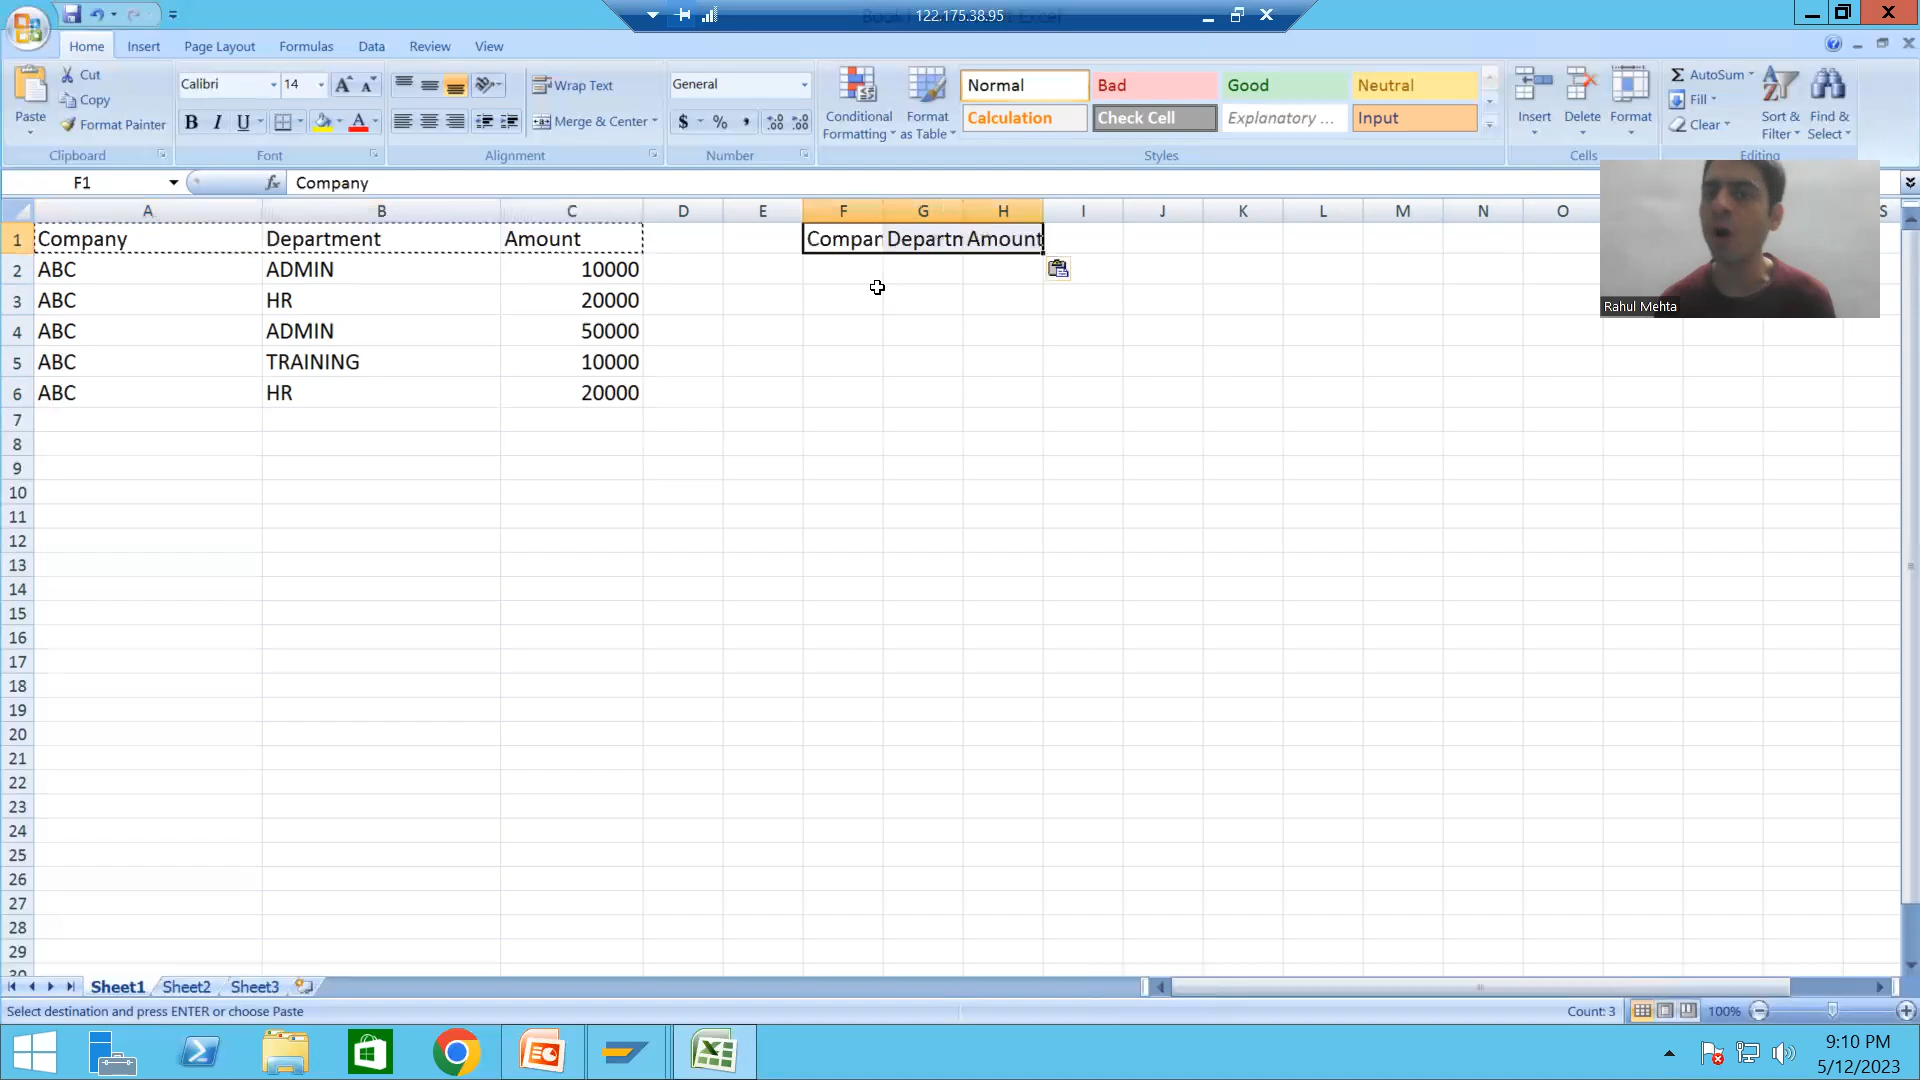 122.175.38.95
Home Insert Page Layout Formulas Data Review View
Paste
Cut
Copy
Format Painter
Clipboard
Calibri 14
B I U
Font
Wrap Text
Merge & Center
Alignment
General
$ % ,
Number
Conditional Formatting
Format as Table
Normal Bad Good Neutral
Calculation Check Cell Explanatory ... Input
Styles
Insert Delete Format
Cells
AutoSum
Fill
Clear
Sort & Filter
Find & Select
Editing
F1 fx Company
A B C D E F G H I J K L M N O S
1 Company Department Amount Compar Departn Amount
2 ABC ADMIN 10000
3 ABC HR 20000
4 ABC ADMIN 50000
5 ABC TRAINING 10000
6 ABC HR 20000
7
8
9
10
11
12
13
14
15
16
17
18
19
20
21
22
23
24
25
26
27
28
29
30
Rahul Mehta
Sheet1 Sheet2 Sheet3
Select destination and press ENTER or choose Paste Count: 3 100%
9:10 PM
5/12/2023